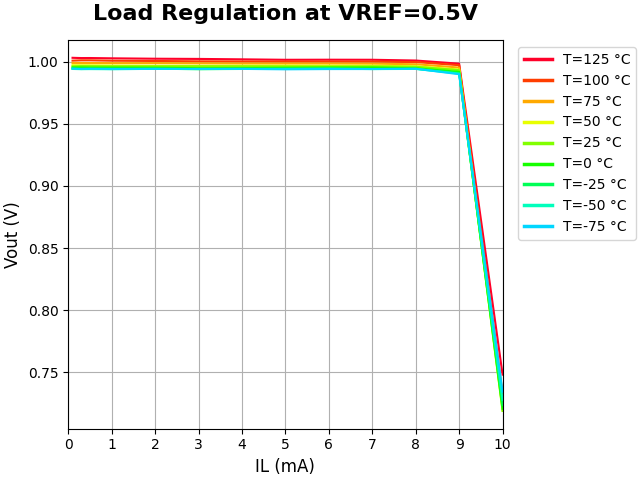 Load Regulation at VREF=0.5V
1.00
0.95
0.90
0.85
0.80
0.75
Vout (V)
0 1 2 3 4 5 6 7 8 9 10
IL (mA)
T=125 °C
T=100 °C
T=75 °C
T=50 °C
T=25 °C
T=0 °C
T=-25 °C
T=-50 °C
T=-75 °C